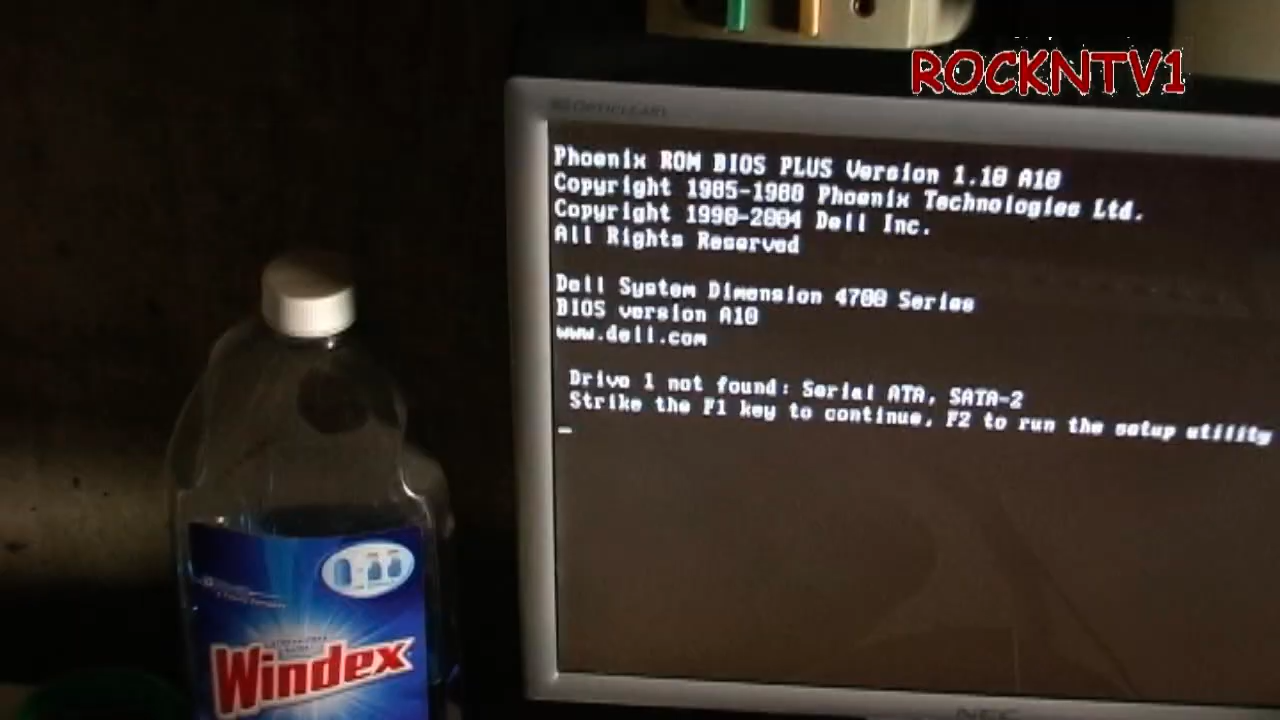 ROCKNTV1
Phoenix ROM BIOS PLUS Version 1.10 A10
Copyright 1985-1988 Phoenix Technologies Ltd.
Copyright 1990-2004 Dell Inc.
All Rights Reserved
Dell System Dimension 4700 Series
BIOS version A10
www.dell.com
Drive 1 not found: Serial ATA, SATA-2
Strike the F1 key to continue, F2 to run the setup utility
_
Windex
NEC